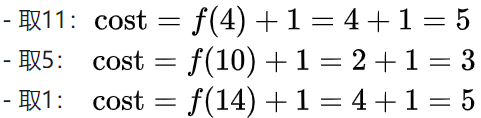 - 取11： cost = f(4) + 1 = 4 + 1 = 5
- 取5： cost = f(10) + 1 = 2 + 1 = 3
- 取1： cost = f(14) + 1 = 4 + 1 = 5